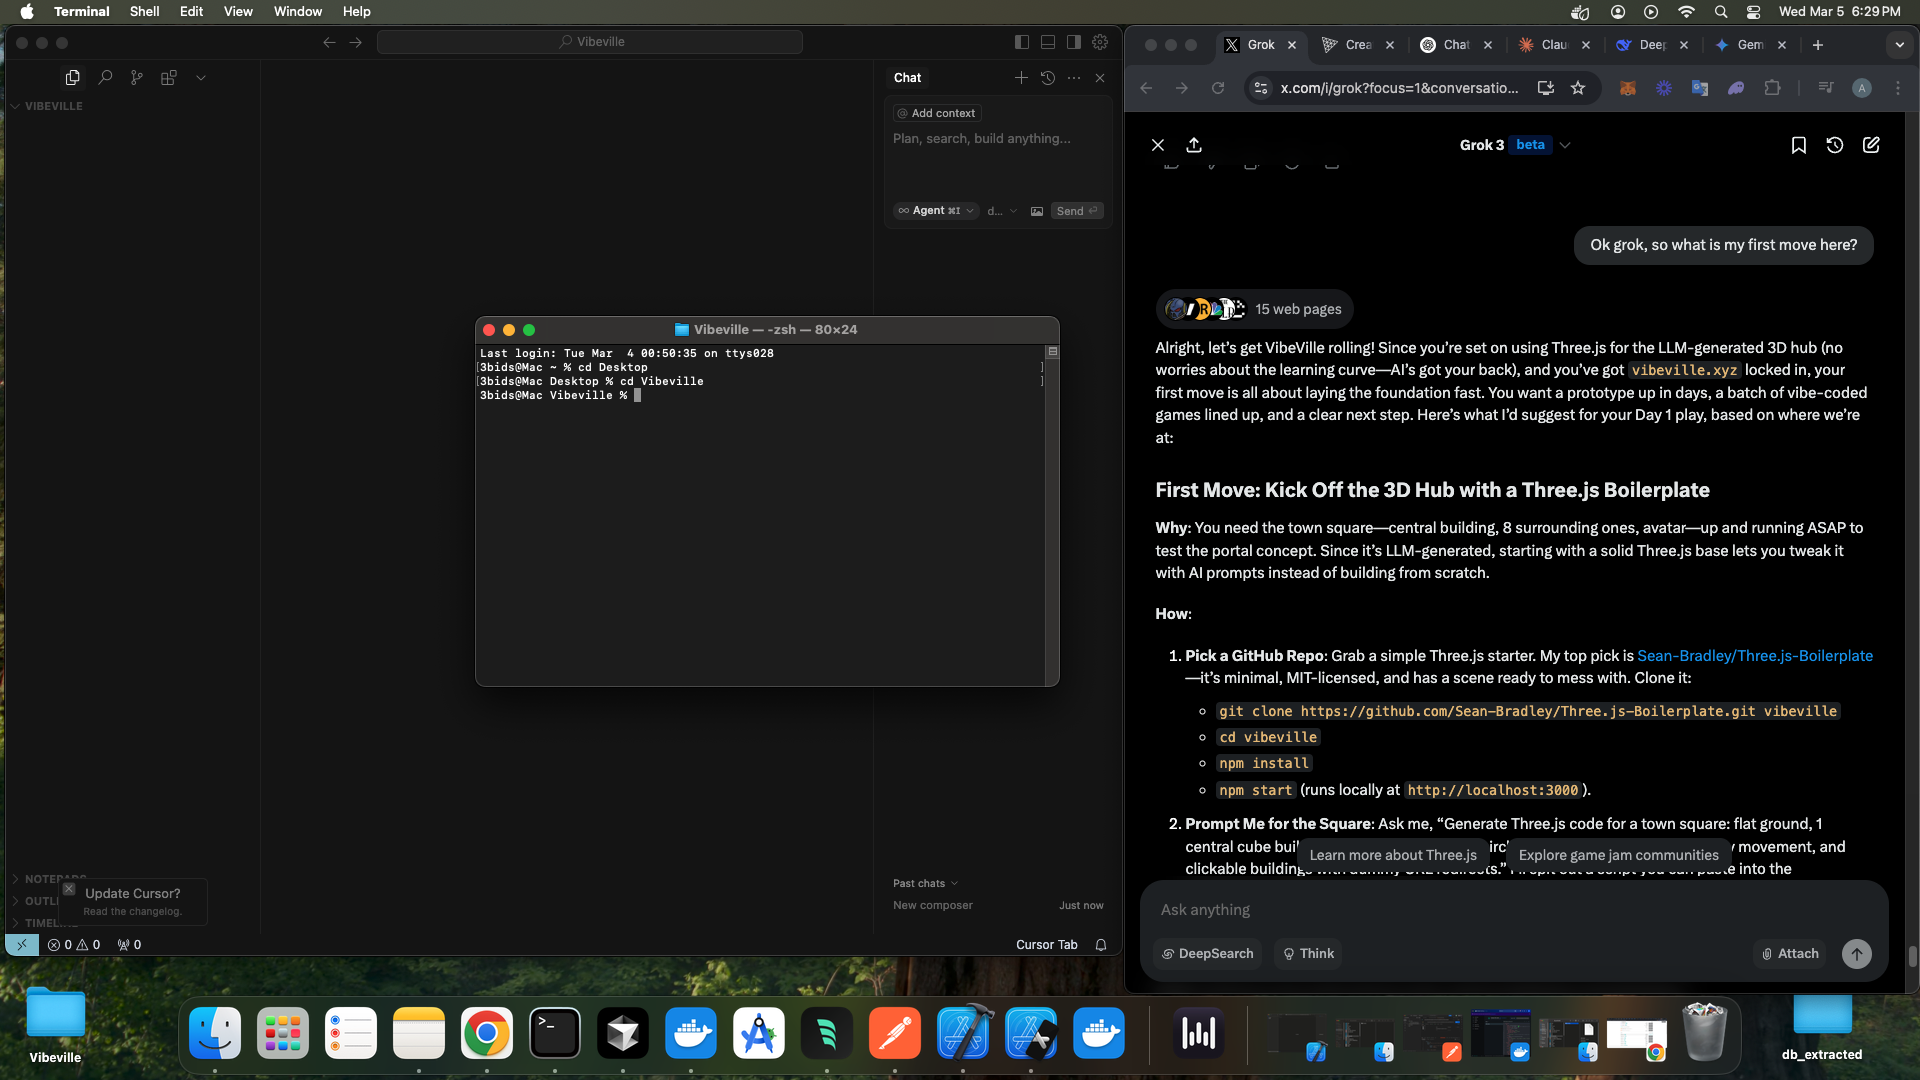 Terminal Shell Edit View Window Help
Wed Mar 5 6:29 PM
Vibeville
VIBEVILLE
Chat
@ Add context
Plan, search, build anything...
∞ Agent ⌘I
d...
Send
Vibeville — -zsh — 80×24
Last login: Tue Mar  4 00:50:35 on ttys028
[3bids@Mac ~ % cd Desktop ]
[3bids@Mac Desktop % cd Vibeville ]
3bids@Mac Vibeville %
Past chats
New composer
Just now
NOTEPADS
OUTLI
TIMELINE
Update Cursor?
Read the changelog.
0 0 0
Cursor Tab
Grok
Crea
Chat
Clau
Deep
Gem
x.com/i/grok?focus=1&conversatio...
A
Grok 3 beta
Ok grok, so what is my first move here?
15 web pages
Alright, let’s get VibeVille rolling! Since you’re set on using Three.js for the LLM-generated 3D hub (no
worries about the learning curve—AI’s got your back), and you’ve got vibeville.xyz locked in, your
first move is all about laying the foundation fast. You want a prototype up in days, a batch of vibe-coded
games lined up, and a clear next step. Here’s what I’d suggest for your Day 1 play, based on where we’re
at:
First Move: Kick Off the 3D Hub with a Three.js Boilerplate
Why: You need the town square—central building, 8 surrounding ones, avatar—up and running ASAP to
test the portal concept. Since it’s LLM-generated, starting with a solid Three.js base lets you tweak it
with AI prompts instead of building from scratch.
How:
1. Pick a GitHub Repo: Grab a simple Three.js starter. My top pick is Sean-Bradley/Three.js-Boilerplate
—it’s minimal, MIT-licensed, and has a scene ready to mess with. Clone it:
git clone https://github.com/Sean-Bradley/Three.js-Boilerplate.git vibeville
cd vibeville
npm install
npm start (runs locally at http://localhost:3000 ).
2. Prompt Me for the Square: Ask me, “Generate Three.js code for a town square: flat ground, 1
central cube buil
movement, and
clickable buildings
you can paste into the
Learn more about Three.js
Explore game jam communities
Ask anything
DeepSearch
Think
Attach
Vibeville
db_extracted